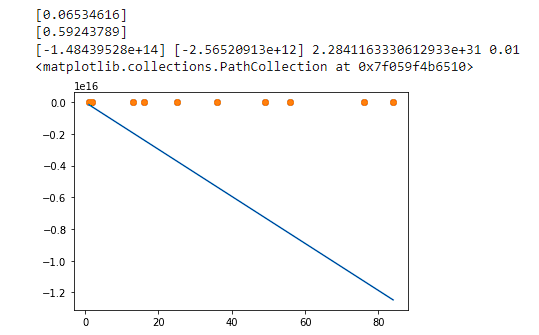 [0.06534616]
[0.59243789]
[-1.48439528e+14] [-2.56520913e+12] 2.2841163330612933e+31 0.01
<matplotlib.collections.PathCollection at 0x7f059f4b6510>
1e16
0.0
−0.2
−0.4
−0.6
−0.8
−1.0
−1.2
0 20 40 60 80